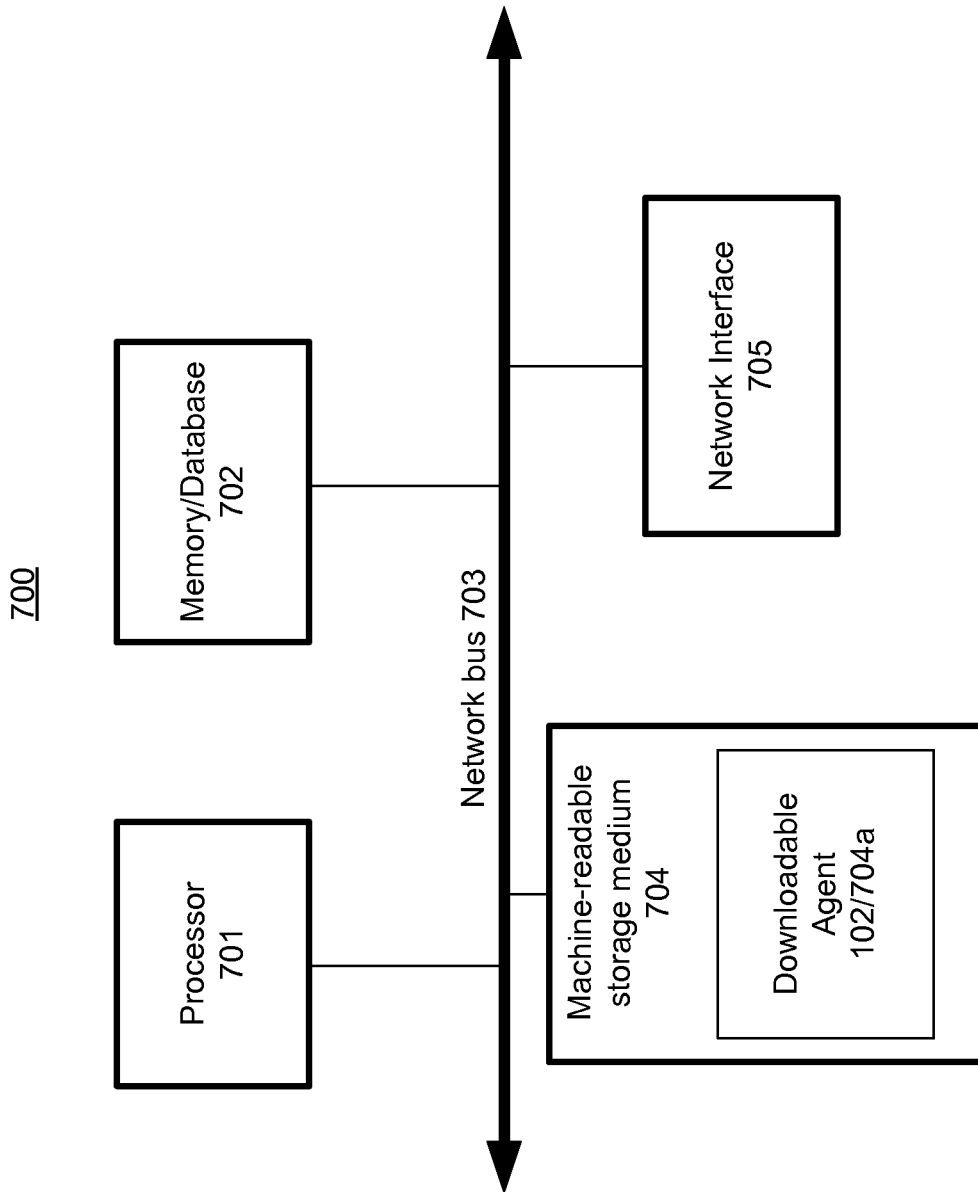 700
Processor
701
Memory/Database
702
Network bus 703
Machine-readable
storage medium
704
Downloadable
Agent
102/704a
Network Interface
705